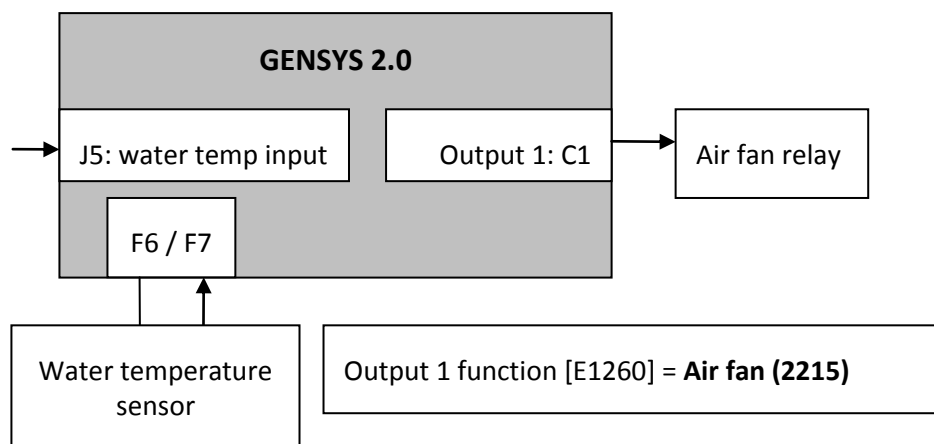 GENSYS 2.0
J5: water temp input
Output 1: C1
Air fan relay
F6 / F7
Water temperature
sensor
Output 1 function [E1260] = Air fan (2215)